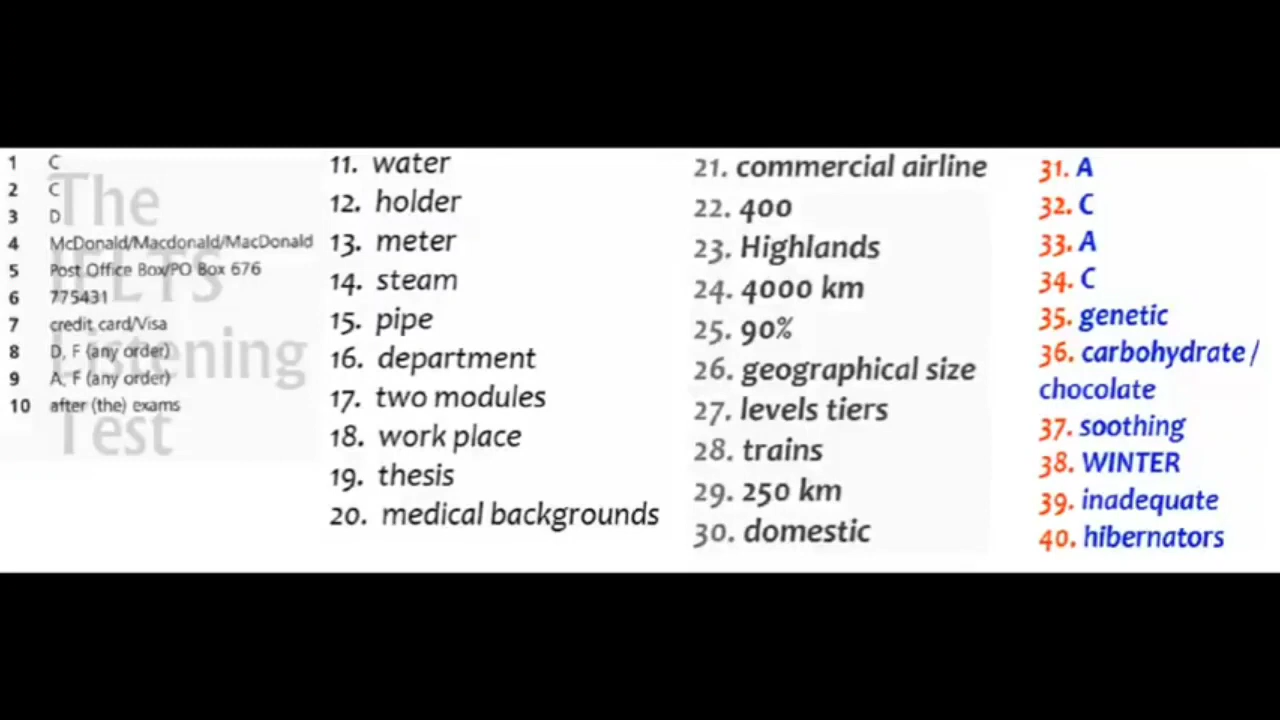 The
IELTS
Listening
Test
1 C
2 C
3 D
4 McDonald/Macdonald/MacDonald
5 Post Office Box/PO Box 676
6 775431
7 credit card/Visa
8 D, F (any order)
9 A, F (any order)
10 after (the) exams
11. water
12. holder
13. meter
14. steam
15. pipe
16. department
17. two modules
18. work place
19. thesis
20. medical backgrounds
21. commercial airline
22. 400
23. Highlands
24. 4000 km
25. 90%
26. geographical size
27. levels tiers
28. trains
29. 250 km
30. domestic
31. A
32. C
33. A
34. C
35. genetic
36. carbohydrate /
chocolate
37. soothing
38. WINTER
39. inadequate
40. hibernators